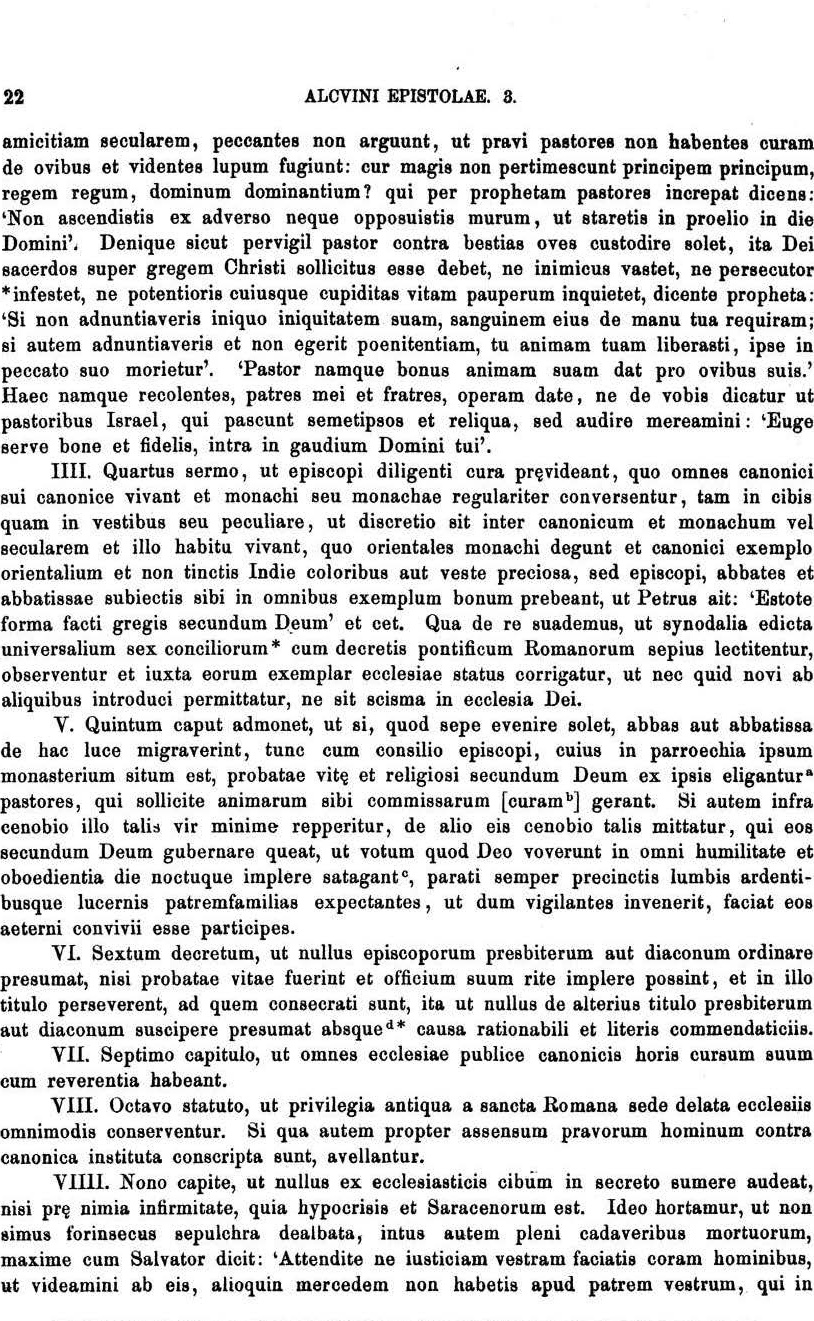 22 ALCVINI EPISTOLAE. 3.
amicitiam secularem, peccantes non arguunt, ut pravi pastores non habentes curam
de ovibus et videntes lupum fugiunt: cur magis non pertimescunt principem principum,
regem regum, dominum dominantium? qui per prophetam pastores increpat dicens:
‘Non ascendistis ex adverso neque opposuistis murum, ut staretis in proelio in die
Domini’. Denique sicut pervigil pastor contra bestias oves custodire solet, ita Dei
sacerdos super gregem Christi sollicitus esse debet, ne inimicus vastet, ne persecutor
*infestet, ne potentioris cuiusque cupiditas vitam pauperum inquietet, dicente propheta:
‘Si non adnuntiaveris iniquo iniquitatem suam, sanguinem eius de manu tua requiram;
si autem adnuntiaveris et non egerit poenitentiam, tu animam tuam liberasti, ipse in
peccato suo morietur’. ‘Pastor namque bonus animam suam dat pro ovibus suis.’
Haec namque recolentes, patres mei et fratres, operam date, ne de vobis dicatur ut
pastoribus Israel, qui pascunt semetipsos et reliqua, sed audire mereamini: ‘Euge
serve bone et fidelis, intra in gaudium Domini tui’.
IIII. Quartus sermo, ut episcopi diligenti cura pręvideant, quo omnes canonici
sui canonice vivant et monachi seu monachae regulariter conversentur, tam in cibis
quam in vestibus seu peculiare, ut discretio sit inter canonicum et monachum vel
secularem et illo habitu vivant, quo orientales monachi degunt et canonici exemplo
orientalium et non tinctis Indie coloribus aut veste preciosa, sed episcopi, abbates et
abbatissae subiectis sibi in omnibus exemplum bonum prebeant, ut Petrus ait: ‘Estote
forma facti gregis secundum Deum’ et cet. Qua de re suademus, ut synodalia edicta
universalium sex conciliorum* cum decretis pontificum Romanorum sepius lectitentur,
observentur et iuxta eorum exemplar ecclesiae status corrigatur, ut nec quid novi ab
aliquibus introduci permittatur, ne sit scisma in ecclesia Dei.
V. Quintum caput admonet, ut si, quod sepe evenire solet, abbas aut abbatissa
de hac luce migraverint, tunc cum consilio episcopi, cuius in parroechia ipsum
monasterium situm est, probatae vitę et religiosi secundum Deum ex ipsis eliganturᵃ
pastores, qui sollicite animarum sibi commissarum [curamᵇ] gerant. Si autem infra
cenobio illo talis vir minime repperitur, de alio eis cenobio talis mittatur, qui eos
secundum Deum gubernare queat, ut votum quod Deo voverunt in omni humilitate et
oboedientia die noctuque implere satagantᶜ, parati semper precinctis lumbis ardenti-
busque lucernis patremfamilias expectantes, ut dum vigilantes invenerit, faciat eos
aeterni convivii esse participes.
VI. Sextum decretum, ut nullus episcoporum presbiterum aut diaconum ordinare
presumat, nisi probatae vitae fuerint et officium suum rite implere possint, et in illo
titulo perseverent, ad quem consecrati sunt, ita ut nullus de alterius titulo presbiterum
aut diaconum suscipere presumat absqueᵈ* causa rationabili et literis commendaticiis.
VII. Septimo capitulo, ut omnes ecclesiae publice canonicis horis cursum suum
cum reverentia habeant.
VIII. Octavo statuto, ut privilegia antiqua a sancta Romana sede delata ecclesiis
omnimodis conserventur. Si qua autem propter assensum pravorum hominum contra
canonica instituta conscripta sunt, avellantur.
VIIII. Nono capite, ut nullus ex ecclesiasticis cibum in secreto sumere audeat,
nisi prę nimia infirmitate, quia hypocrisis et Saracenorum est. Ideo hortamur, ut non
simus forinsecus sepulchra dealbata, intus autem pleni cadaveribus mortuorum,
maxime cum Salvator dicit: ‘Attendite ne iusticiam vestram faciatis coram hominibus,
ut videamini ab eis, alioquin mercedem non habetis apud patrem vestrum, qui in